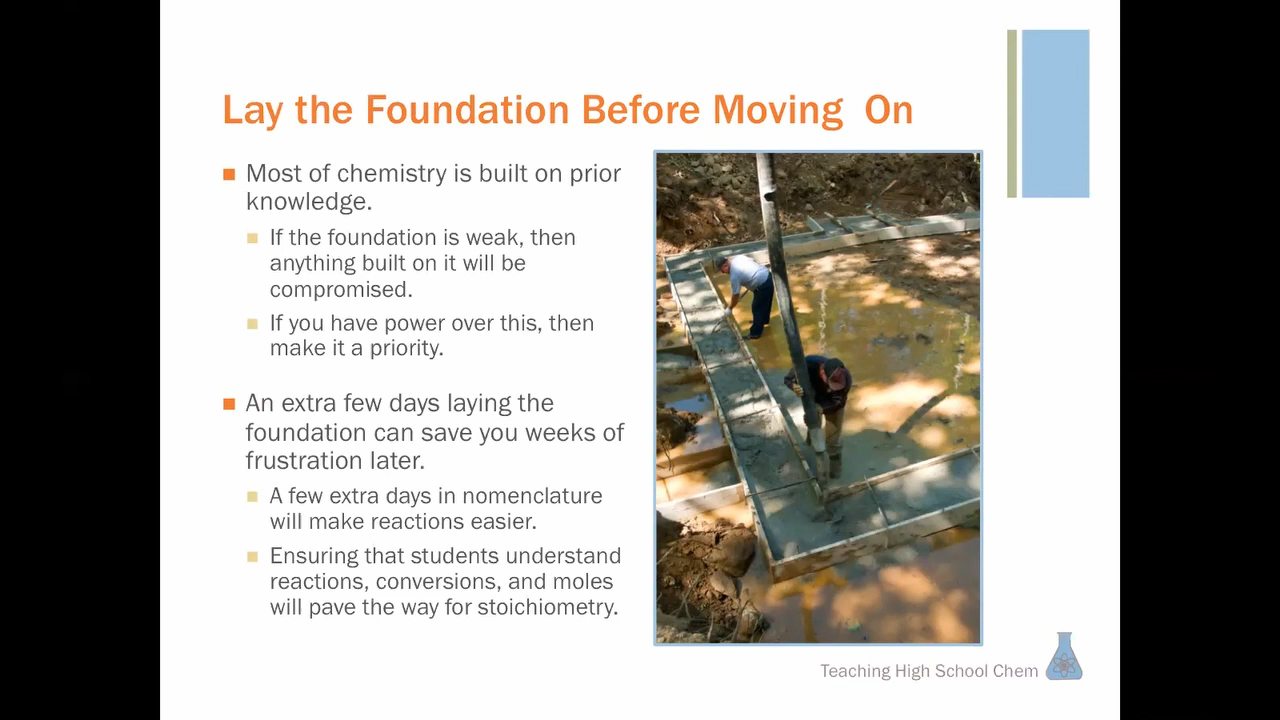 Lay the Foundation Before Moving On
Most of chemistry is built on prior
knowledge.
If the foundation is weak, then
anything built on it will be
compromised.
If you have power over this, then
make it a priority.
An extra few days laying the
foundation can save you weeks of
frustration later.
A few extra days in nomenclature
will make reactions easier.
Ensuring that students understand
reactions, conversions, and moles
will pave the way for stoichiometry.
Teaching High School Chem